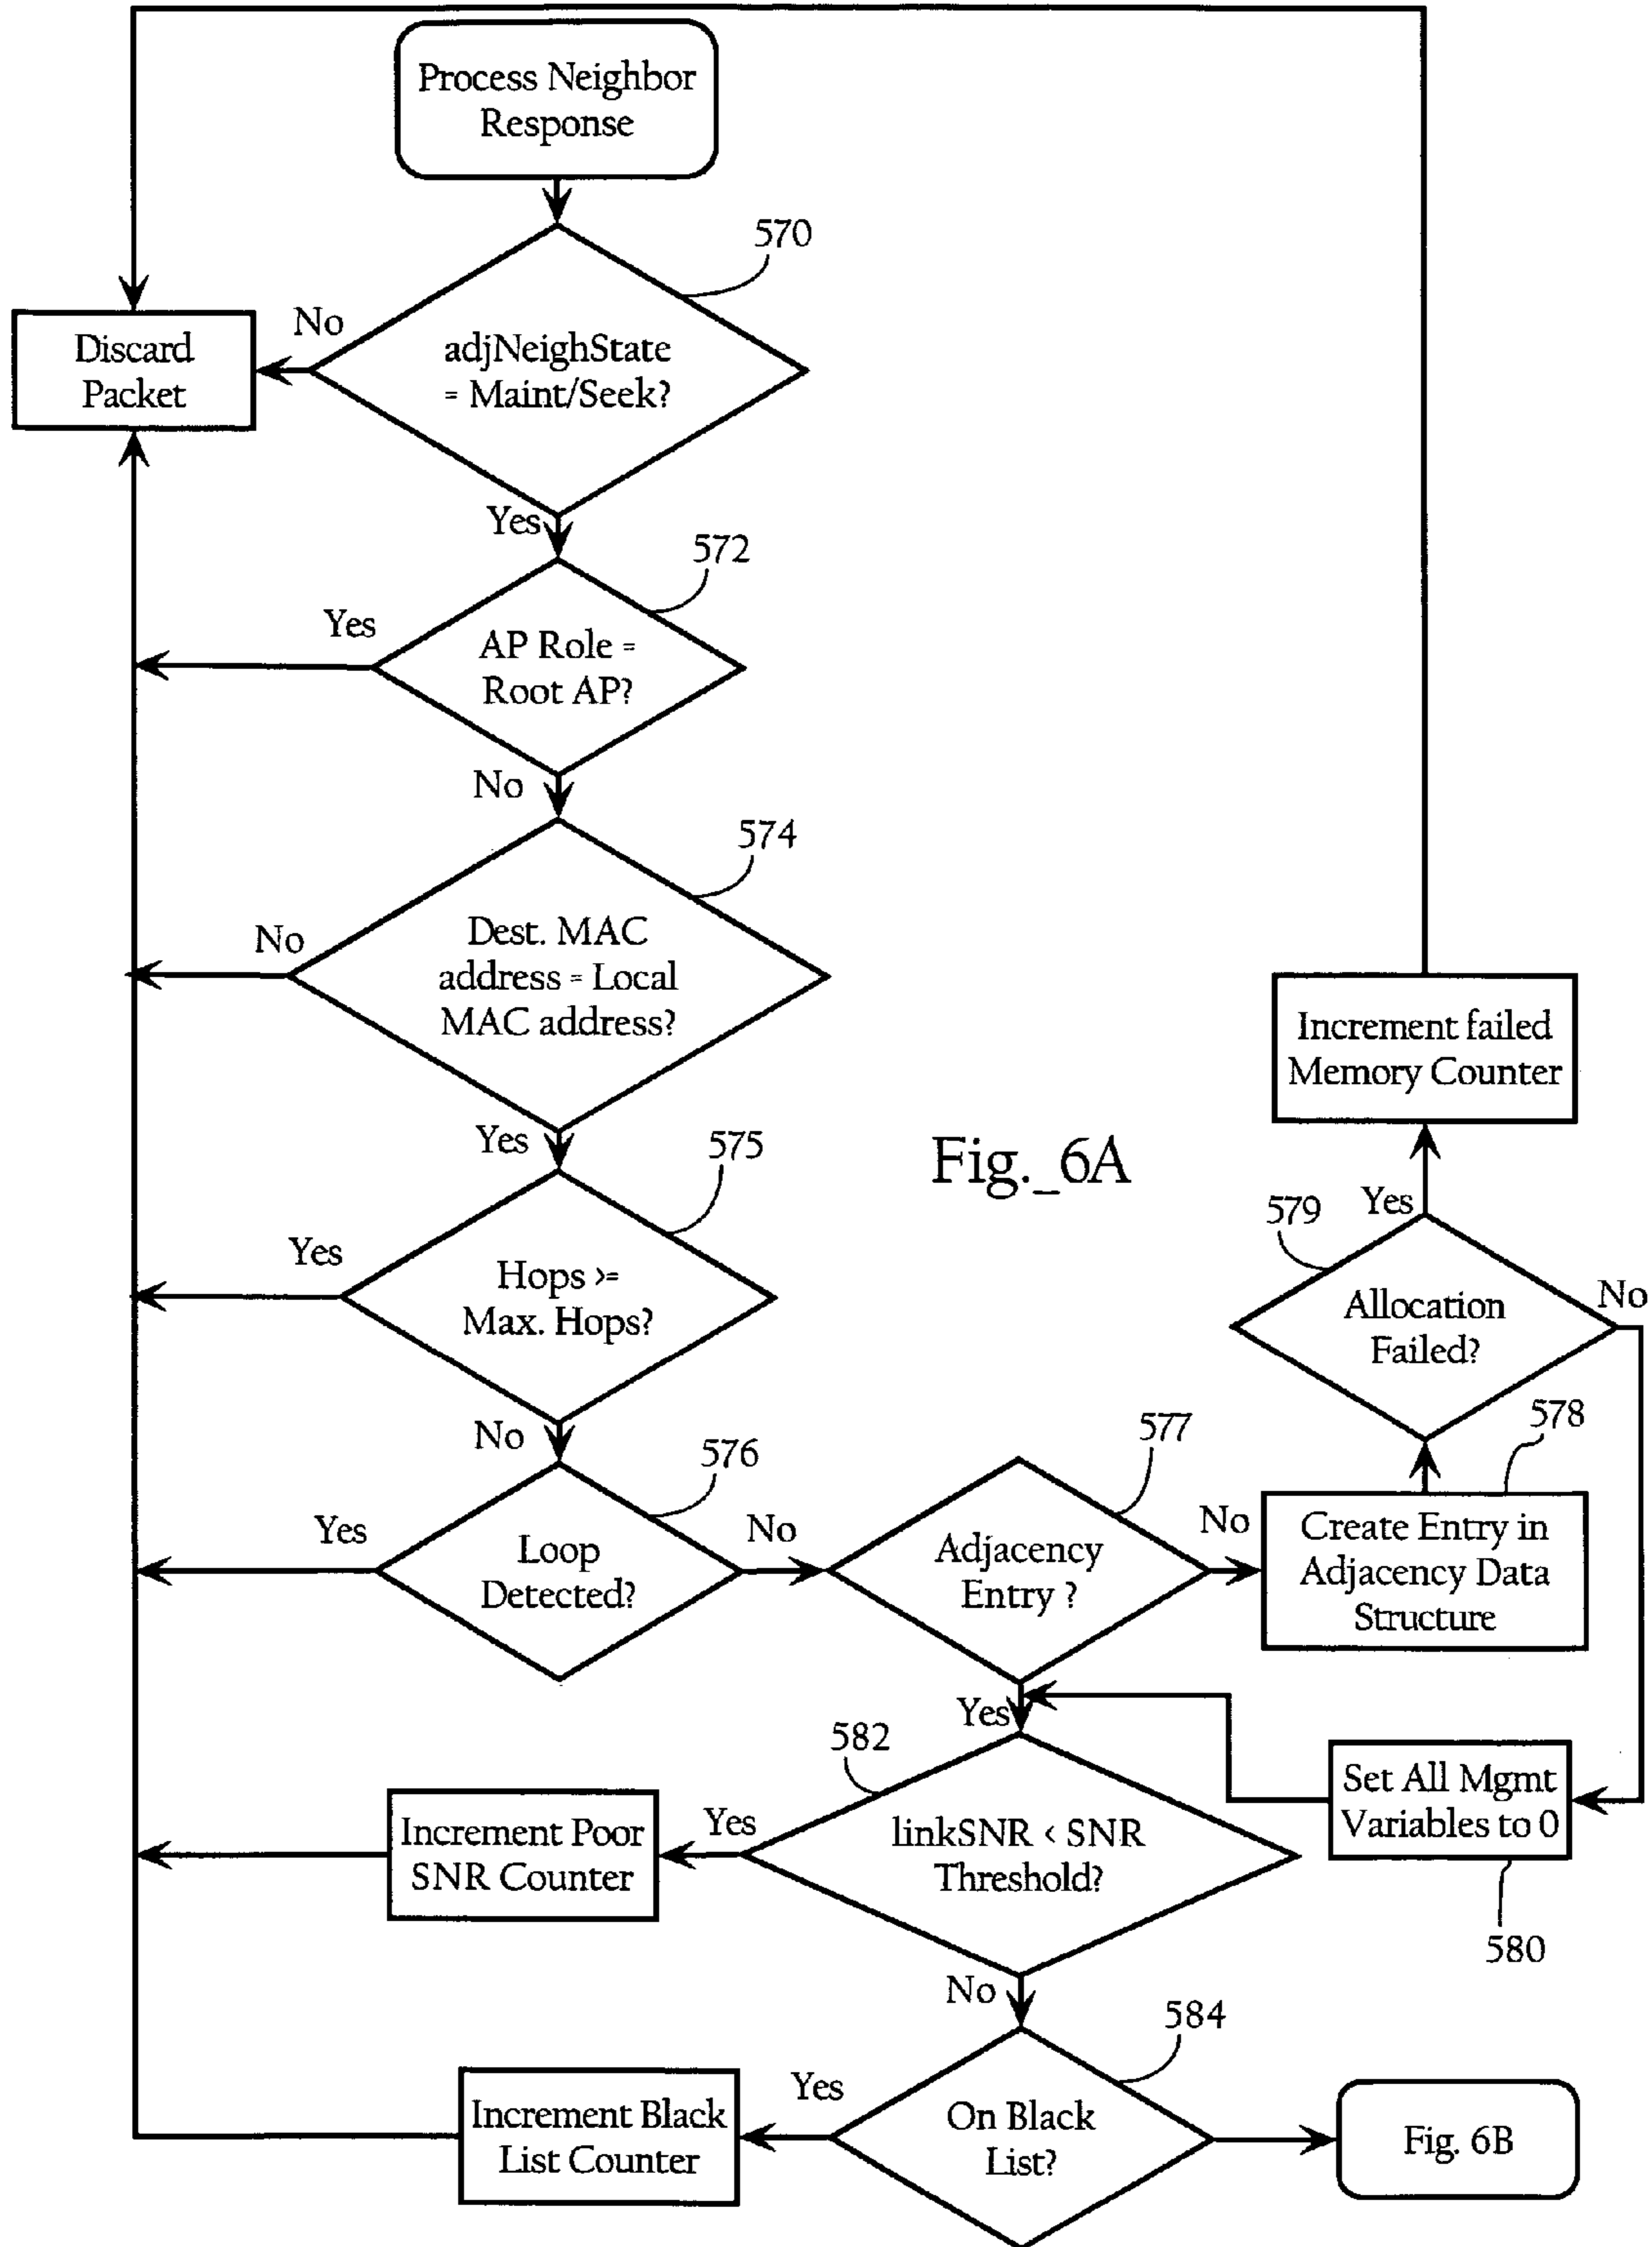 Process Neighbor
Response
570
No
Discard
Packet
adjNeighState
= Maint/Seek?
Yes
572
Yes
AP Role =
Root AP?
No
574
No
Dest. MAC
address = Local
MAC address?
Increment failed
Memory Counter
Yes
575
Fig._6A
Yes
579
Yes
Hops >=
Max. Hops?
Allocation
Failed?
No
No
576
577
578
Yes
Loop
Detected?
No
Adjacency
Entry ?
No
Create Entry in
Adjacency Data
Structure
Yes
582
Set All Mgmt
Variables to 0
Increment Poor
SNR Counter
Yes
linkSNR < SNR
Threshold?
580
No
584
Increment Black
List Counter
Yes
On Black
List?
Fig. 6B